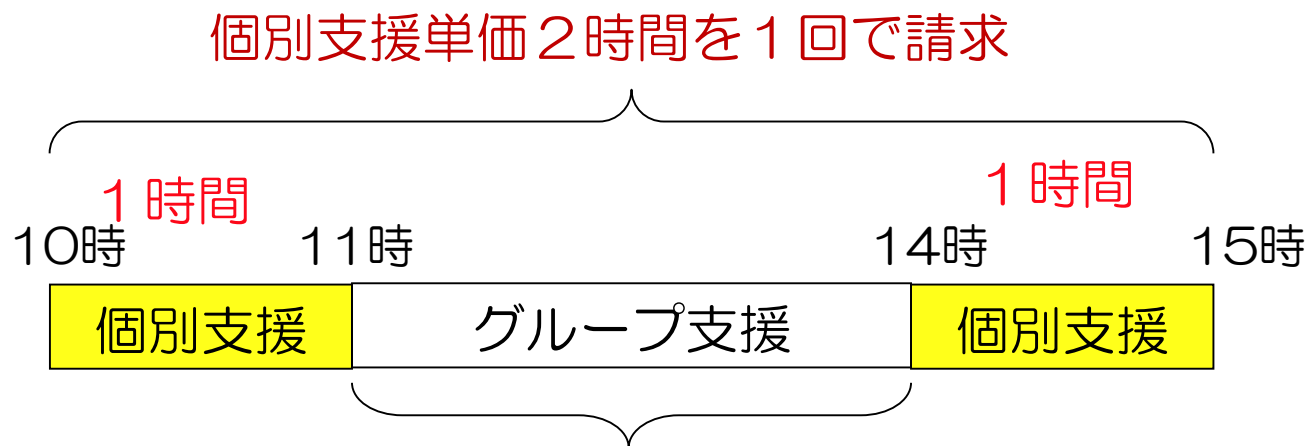 個別支援単価２時間を１回で請求
１時間
１時間
10時
11時
14時
15時
個別支援
グループ支援
個別支援